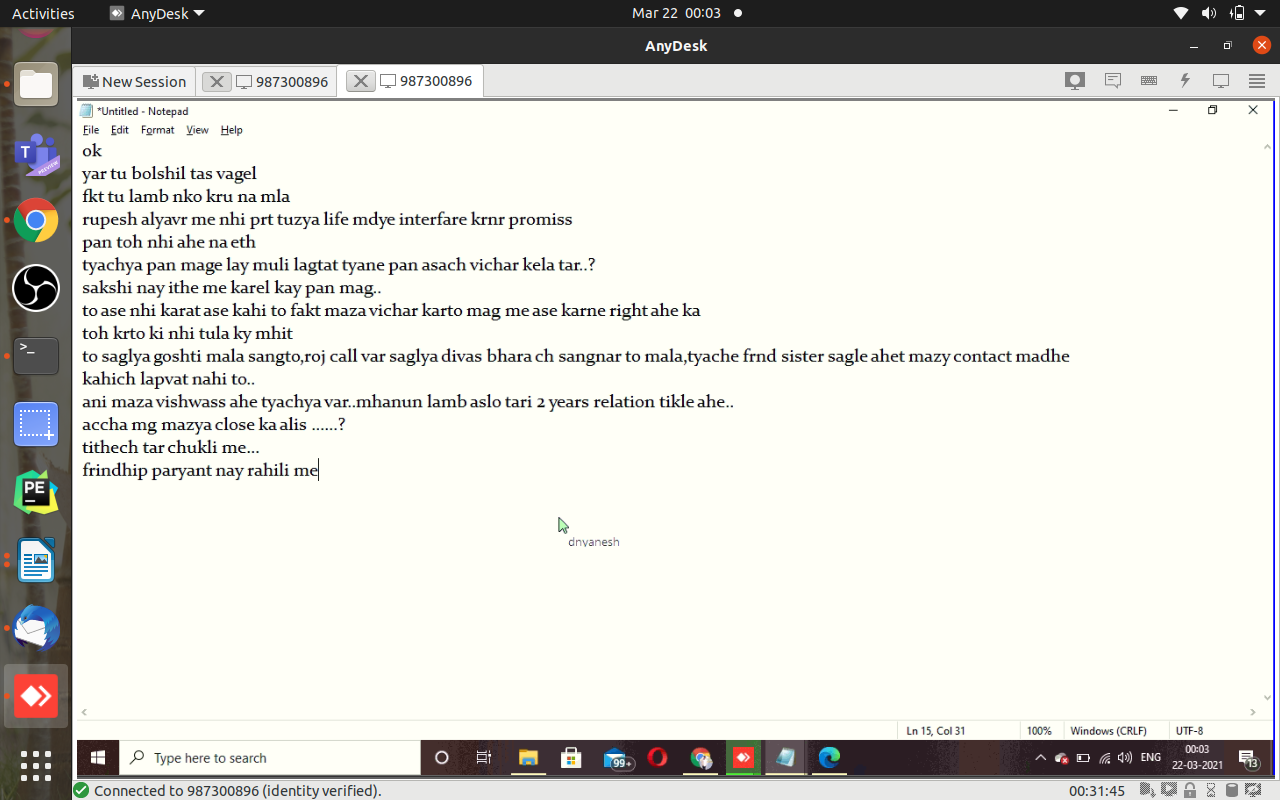 Activities AnyDesk Mar 22 00:03
AnyDesk
New Session 987300896 987300896
*Untitled - Notepad
File Edit Format View Help
ok
yar tu bolshil tas vagel
fkt tu lamb nko kru na mla
rupesh alyavr me nhi prt tuzya life mdye interfare krnr promiss
pan toh nhi ahe na eth
tyachya pan mage lay muli lagtat tyane pan asach vichar kela tar..?
sakshi nay ithe me karel kay pan mag..
to ase nhi karat ase kahi to fakt maza vichar karto mag me ase karne right ahe ka
toh krto ki nhi tula ky mhit
to saglya goshti mala sangto,roj call var saglya divas bhara ch sangnar to mala,tyache frnd sister sagle ahet mazy contact madhe
kahich lapvat nahi to..
ani maza vishwass ahe tyachya var..mhanun lamb aslo tari 2 years relation tikle ahe..
accha mg mazya close ka alis ......?
tithech tar chukli me...
frindhip paryant nay rahili me
dnyanesh
Ln 15, Col 31 100% Windows (CRLF) UTF-8
Type here to search 99+ ENG 00:03 22-03-2021 13
Connected to 987300896 (identity verified). 00:31:45
T PREVIEW
>_
PE